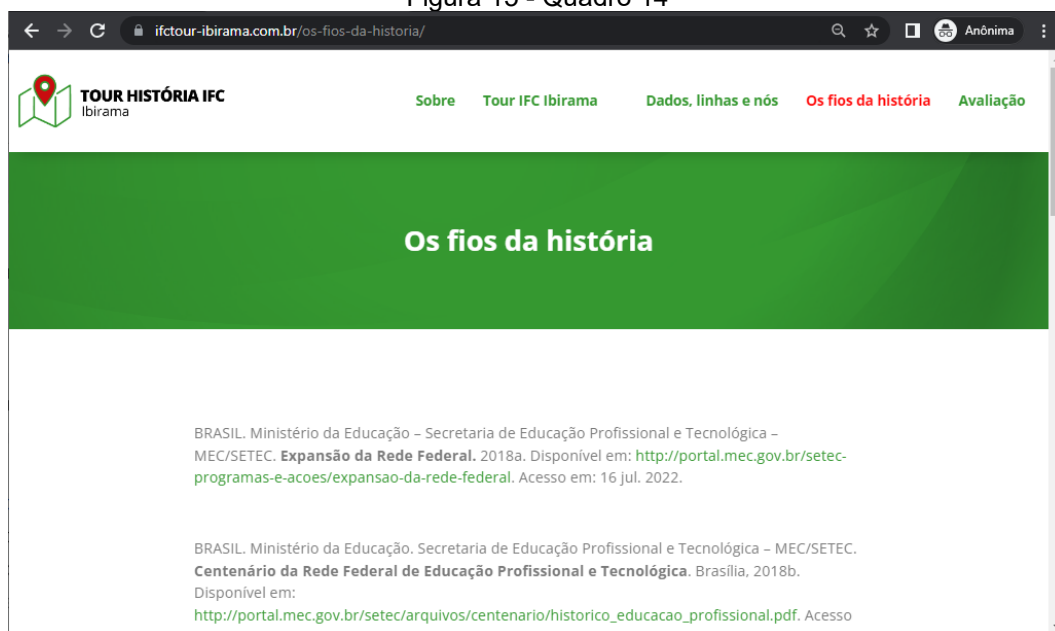 Figura 15 - Quadro 14
ifctour-ibirama.com.br/os-fios-da-historia/
Anônima
TOUR HISTÓRIA IFC
Ibirama
Sobre Tour IFC Ibirama Dados, linhas e nós Os fios da história Avaliação
Os fios da história
BRASIL. Ministério da Educação – Secretaria de Educação Profissional e Tecnológica –
MEC/SETEC. Expansão da Rede Federal. 2018a. Disponível em: http://portal.mec.gov.br/setec-
programas-e-acoes/expansao-da-rede-federal. Acesso em: 16 jul. 2022.
BRASIL. Ministério da Educação. Secretaria de Educação Profissional e Tecnológica – MEC/SETEC.
Centenário da Rede Federal de Educação Profissional e Tecnológica. Brasília, 2018b.
Disponível em:
http://portal.mec.gov.br/setec/arquivos/centenario/historico_educacao_profissional.pdf. Acesso